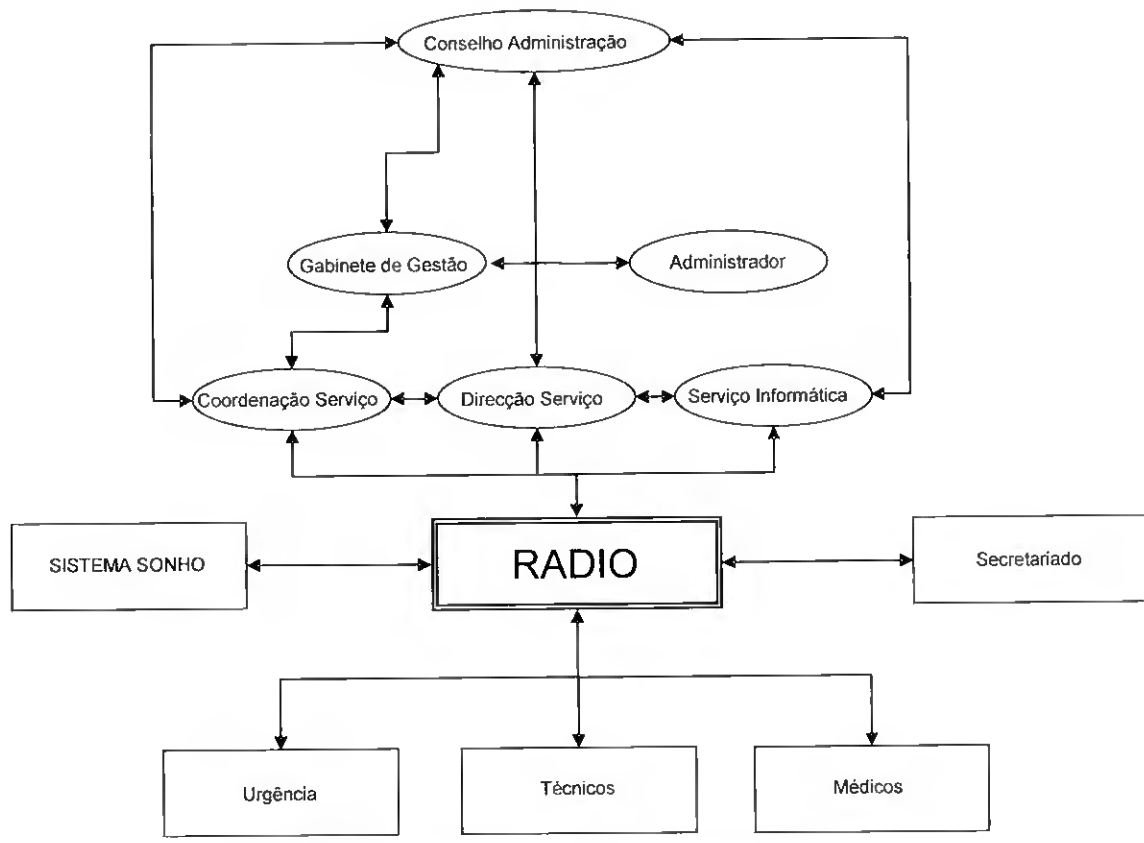 Conselho Administração
Gabinete de Gestão
Administrador
Coordenação Serviço
Direcção Serviço
Serviço Informática
SISTEMA SONHO
RADIO
Secretariado
Urgência
Técnicos
Médicos